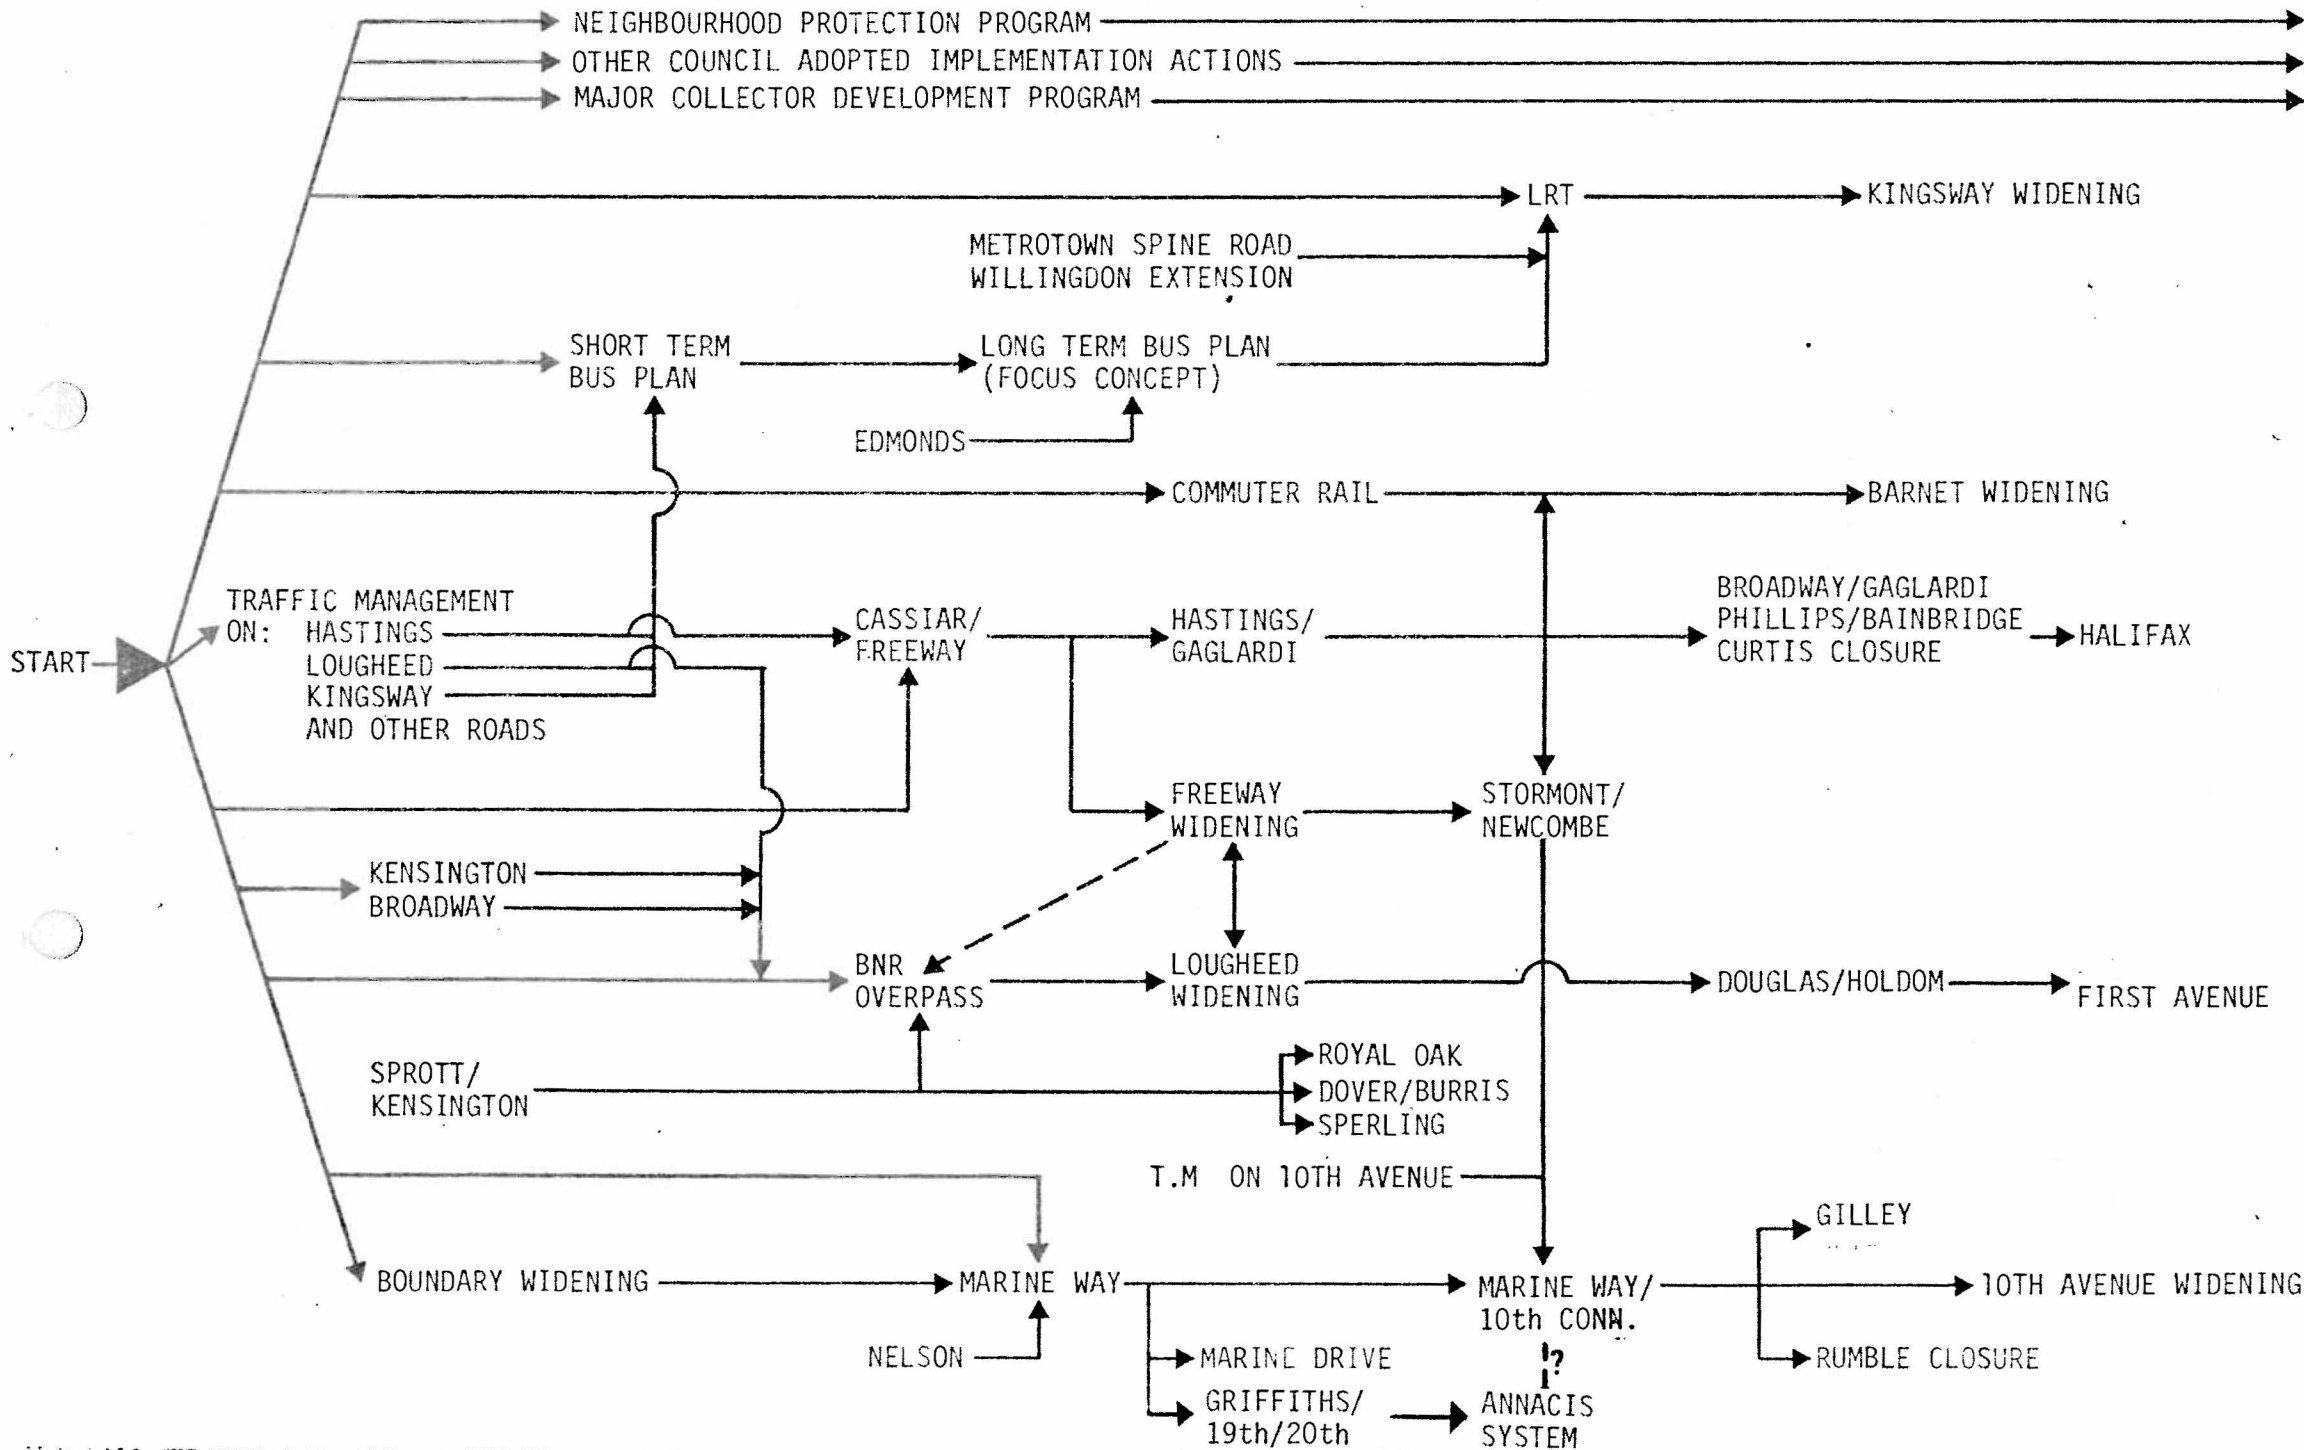 NEIGHBOURHOOD PROTECTION PROGRAM
OTHER COUNCIL ADOPTED IMPLEMENTATION ACTIONS
MAJOR COLLECTOR DEVELOPMENT PROGRAM
LRT
KINGSWAY WIDENING
METROTOWN SPINE ROAD
WILLINGDON EXTENSION
SHORT TERM
BUS PLAN
LONG TERM BUS PLAN
(FOCUS CONCEPT)
EDMONDS
COMMUTER RAIL
BARNET WIDENING
START
TRAFFIC MANAGEMENT
ON: HASTINGS
LOUGHEED
KINGSWAY
AND OTHER ROADS
CASSIAR/
FREEWAY
HASTINGS/
GAGLARDI
BROADWAY/GAGLARDI
PHILLIPS/BAINBRIDGE
CURTIS CLOSURE
HALIFAX
FREEWAY
WIDENING
STORMONT/
NEWCOMBE
KENSINGTON
BROADWAY
BNR
OVERPASS
LOUGHEED
WIDENING
DOUGLAS/HOLDOM
FIRST AVENUE
SPROTT/
KENSINGTON
ROYAL OAK
DOVER/BURRIS
SPERLING
T.M ON 10TH AVENUE
GILLEY
BOUNDARY WIDENING
MARINE WAY
MARINE WAY/
10th CONN.
10TH AVENUE WIDENING
NELSON
MARINE DRIVE
?
RUMBLE CLOSURE
GRIFFITHS/
19th/20th
ANNACIS
SYSTEM